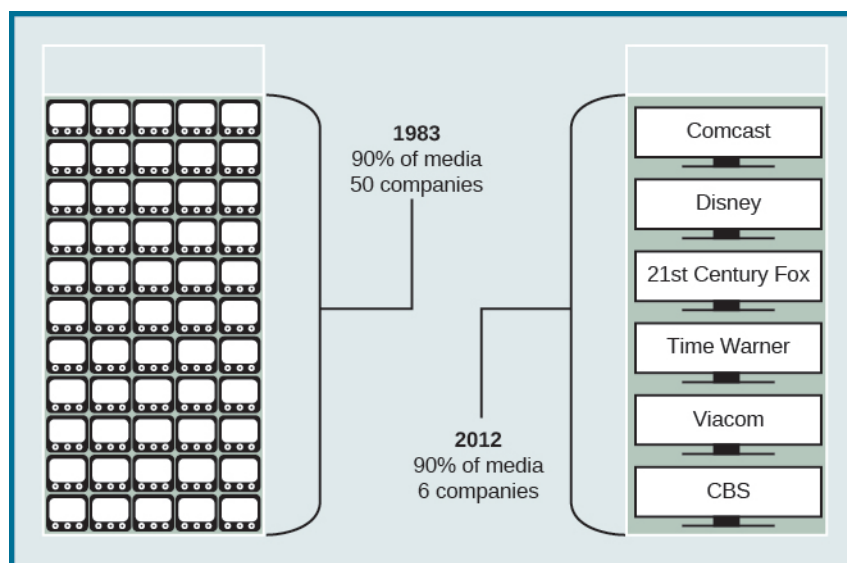 1983
90% of media
50 companies
2012
90% of media
6 companies
Comcast
Disney
21st Century Fox
Time Warner
Viacom
CBS